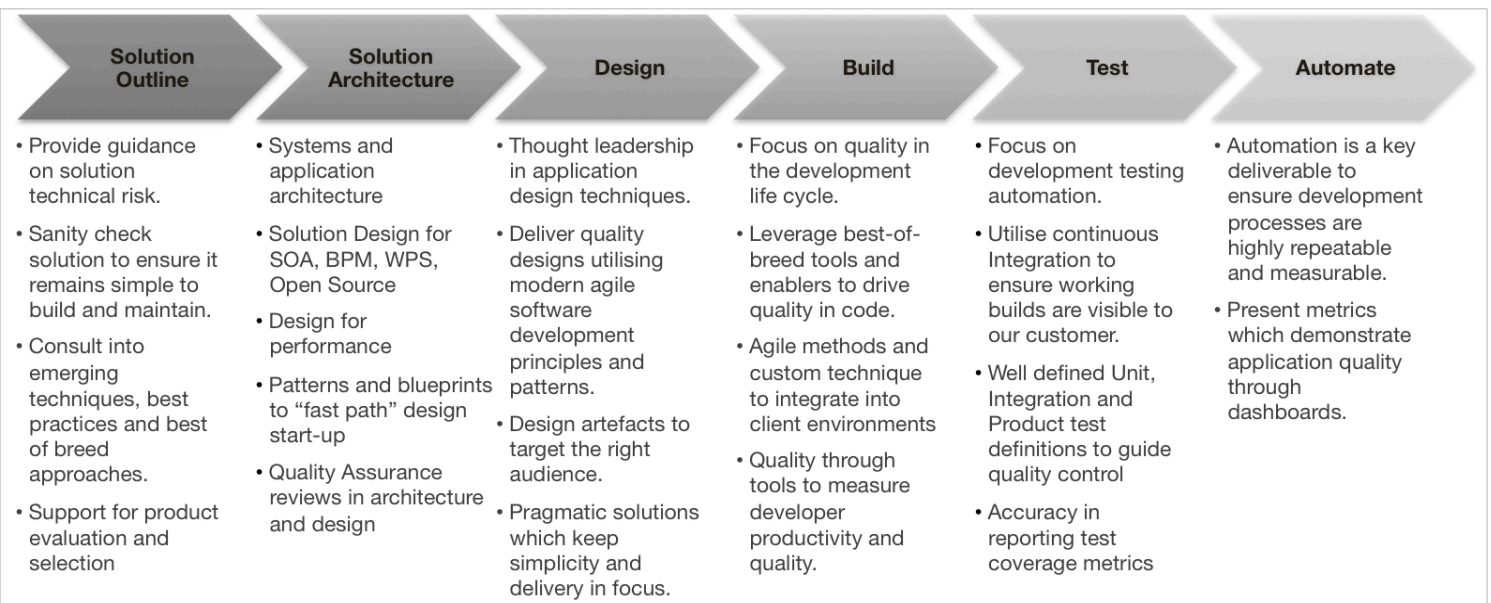 Solution
Outline
Solution
Architecture
Design
Build
Test
Automate
• Provide guidance
on solution
technical risk.
• Sanity check
solution to ensure it
remains simple to
build and maintain.
• Consult into
emerging
techniques, best
practices and best
of breed
approaches.
• Support for product
evaluation and
selection
• Systems and
application
architecture
• Solution Design for
SOA, BPM, WPS,
Open Source
• Design for
performance
• Patterns and blueprints
to “fast path” design
start-up
• Quality Assurance
reviews in architecture
and design
• Thought leadership
in application
design techniques.
• Deliver quality
designs utilising
modern agile
software
development
principles and
patterns.
• Design artefacts to
target the right
audience.
• Pragmatic solutions
which keep
simplicity and
delivery in focus.
• Focus on quality in
the development
life cycle.
• Leverage best-of-
breed tools and
enablers to drive
quality in code.
• Agile methods and
custom technique
to integrate into
client environments
• Quality through
tools to measure
developer
productivity and
quality.
• Focus on
development testing
automation.
• Utilise continuous
Integration to
ensure working
builds are visible to
our customer.
• Well defined Unit,
Integration and
Product test
definitions to guide
quality control
• Accuracy in
reporting test
coverage metrics
• Automation is a key
deliverable to
ensure development
processes are
highly repeatable
and measurable.
• Present metrics
which demonstrate
application quality
through
dashboards.